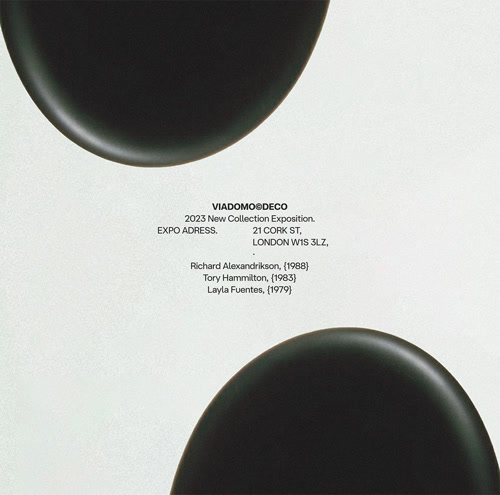 VIADOMO©DECO
2023 New Collection Exposition.
EXPO ADRESS. 21 CORK ST,
LONDON W1S 3LZ,
.
Richard Alexandrikson, {1988}
Tory Hammilton, {1983}
Layla Fuentes, {1979}